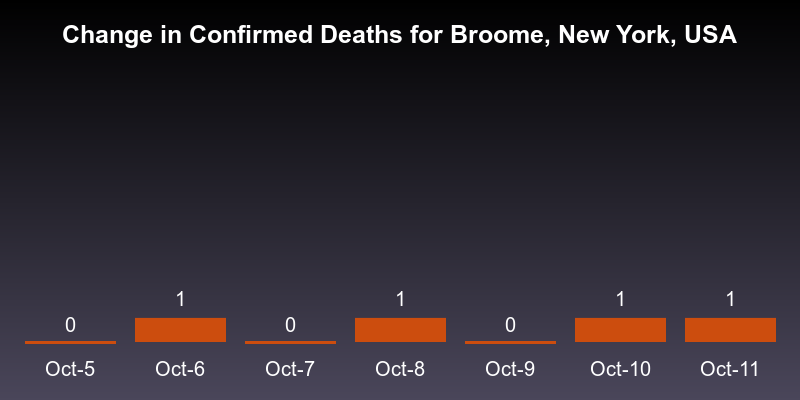 Change in Confirmed Deaths for Broome, New York, USA
0 1 0 1 0 1 1
Oct-5 Oct-6 Oct-7 Oct-8 Oct-9 Oct-10 Oct-11